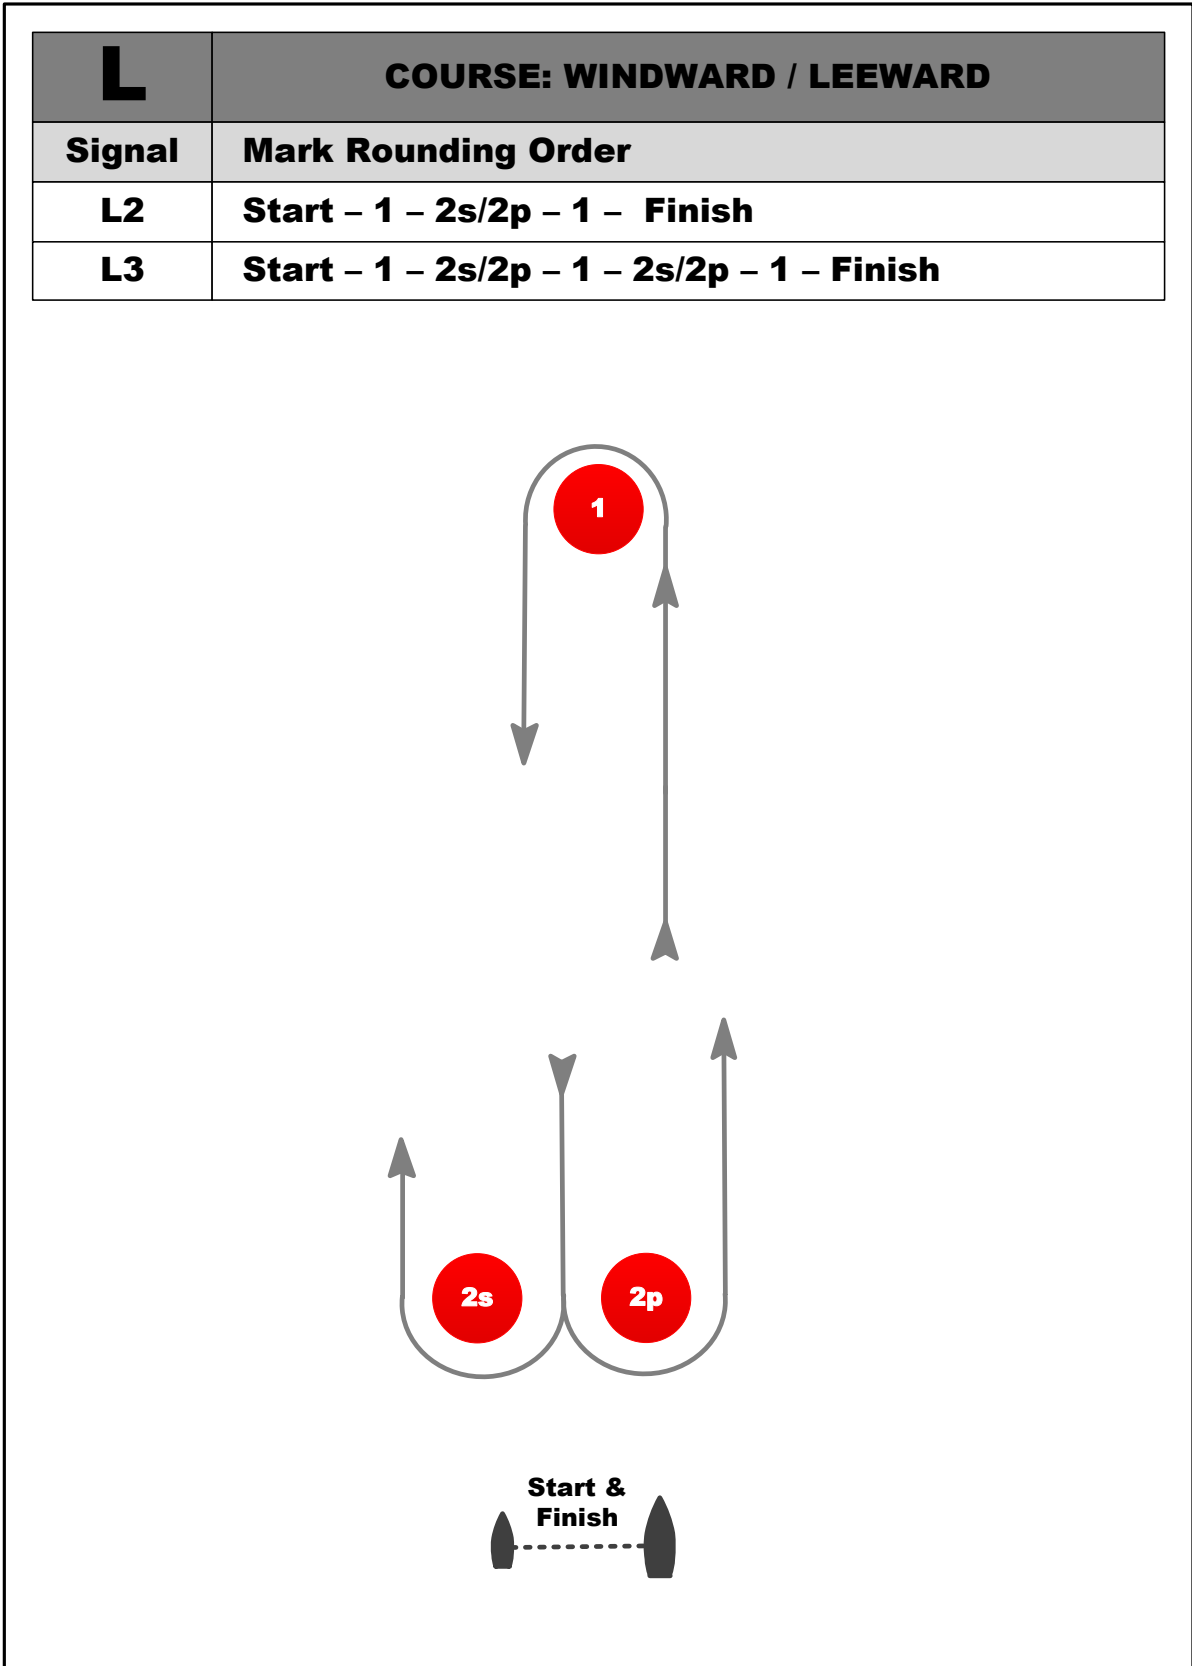 L
COURSE: WINDWARD / LEEWARD
Signal
Mark Rounding Order
L2
Start – 1 – 2s/2p – 1 – Finish
L3
Start – 1 – 2s/2p – 1 – 2s/2p – 1 – Finish
1
2s
2p
Start &
Finish